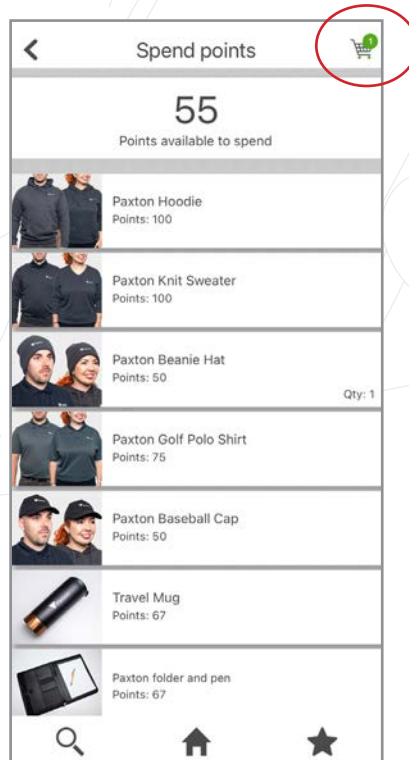 Spend points
1
55
Points available to spend
Paxton Hoodie
Points: 100
Paxton Knit Sweater
Points: 100
Paxton Beanie Hat
Points: 50
Qty: 1
Paxton Golf Polo Shirt
Points: 75
Paxton Baseball Cap
Points: 50
Travel Mug
Points: 67
Paxton folder and pen
Points: 67